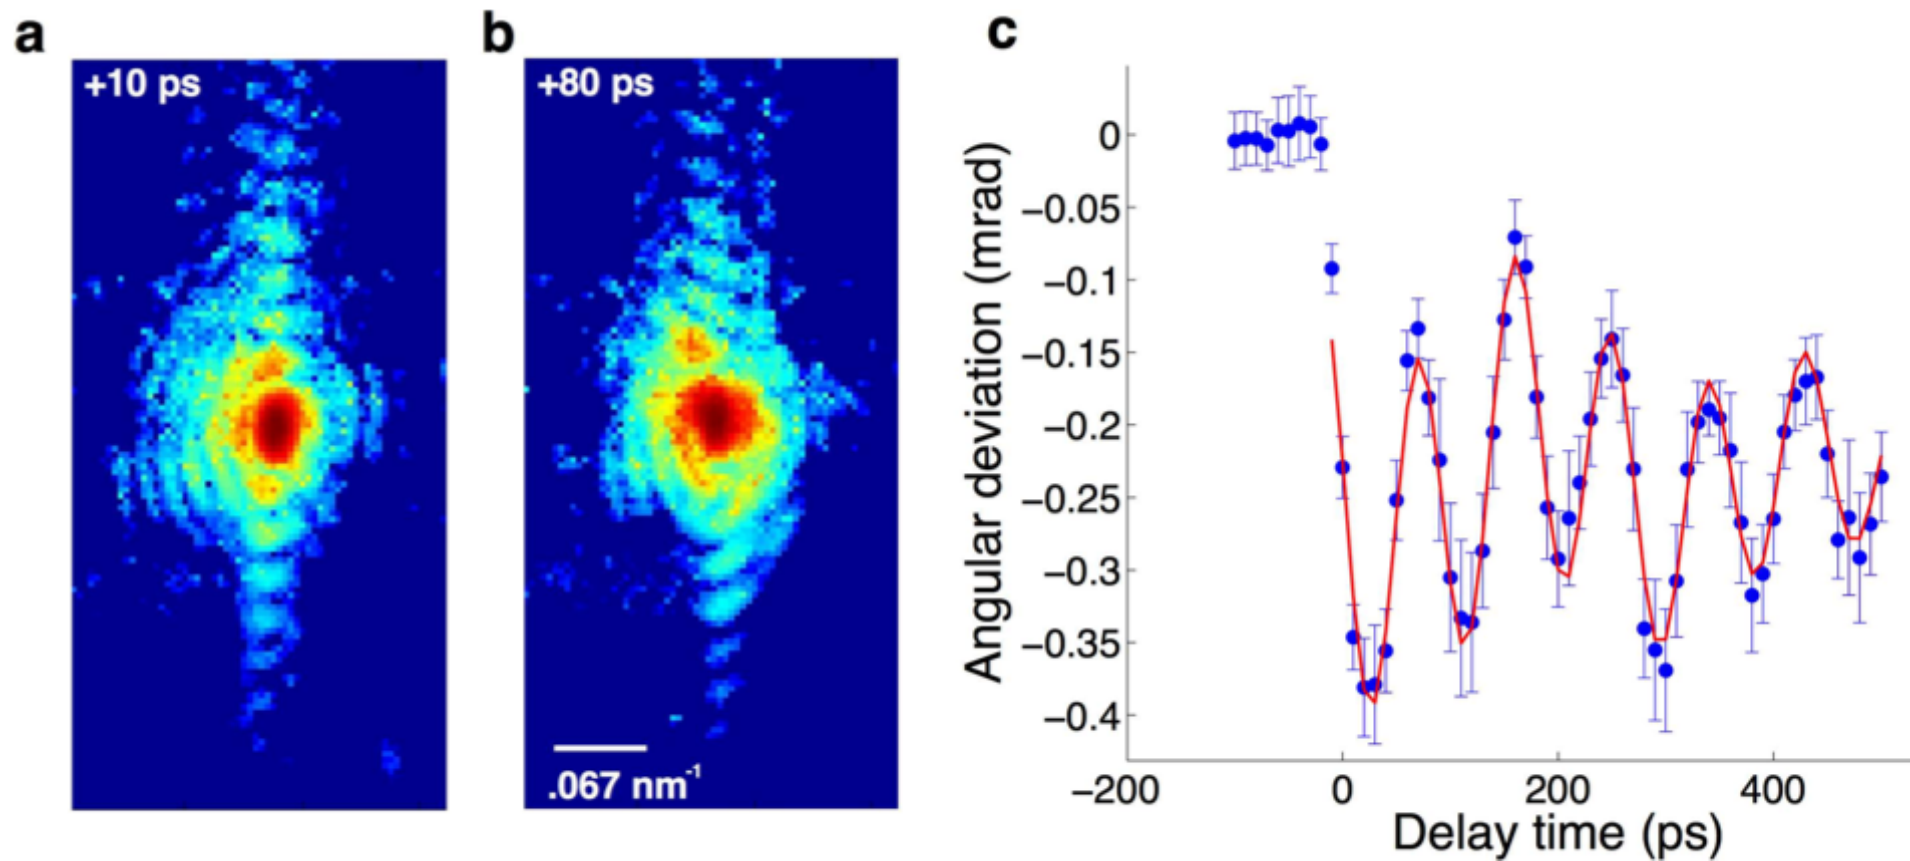 a
+10 ps
b
+80 ps
.067 nm⁻¹
c
Angular deviation (mrad)
0
−0.05
−0.1
−0.15
−0.2
−0.25
−0.3
−0.35
−0.4
−200 0 200 400
Delay time (ps)